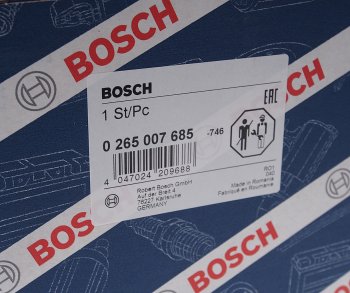 BOSCH
BOSCH
BOSCH
1 St/Pc
EAC
0 265 007 685 -746
4 047024 209688
Robert Bosch GmbH
Auf der Breit 4
76227 Karlsruhe
GERMANY
RO1
Made in Romania
Fabriqué en Roumanie
BOSCH
BOSCH